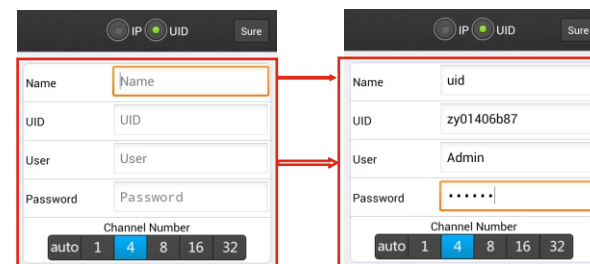 IP UID Sure
Name Name
UID UID
User User
Password Password
Channel Number
auto 1 4 8 16 32
IP UID Sure
Name uid
UID zy01406b87
User Admin
Password ······
Channel Number
auto 1 4 8 16 32